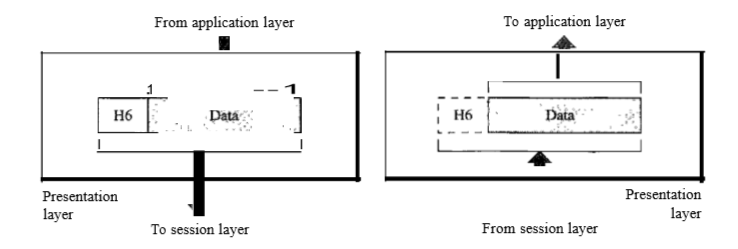 From application layer
To application layer
H6
Data
H6
Data
Presentation
layer
To session layer
From session layer
Presentation
layer